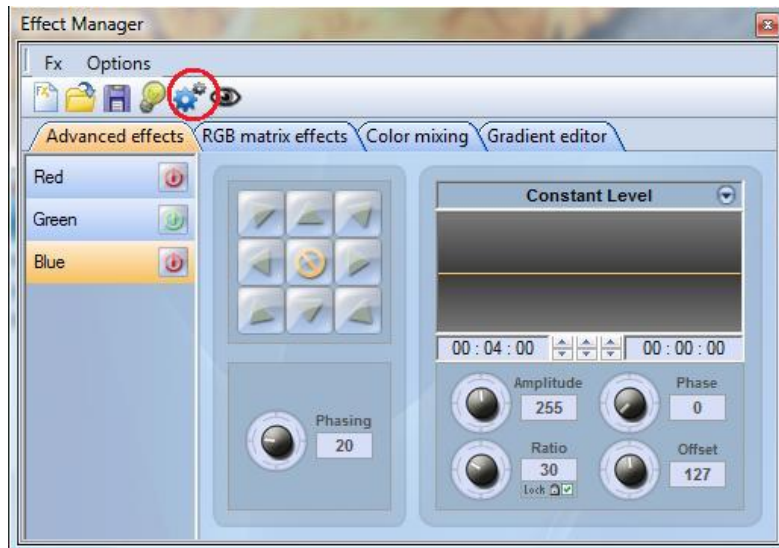 Effect Manager
Fx Options
Advanced effects RGB matrix effects Color mixing Gradient editor
Red
Green
Blue
Constant Level
00 : 04 : 00 00 : 00 : 00
Phasing
20
Amplitude
255
Phase
0
Ratio
30
Lock
Offset
127